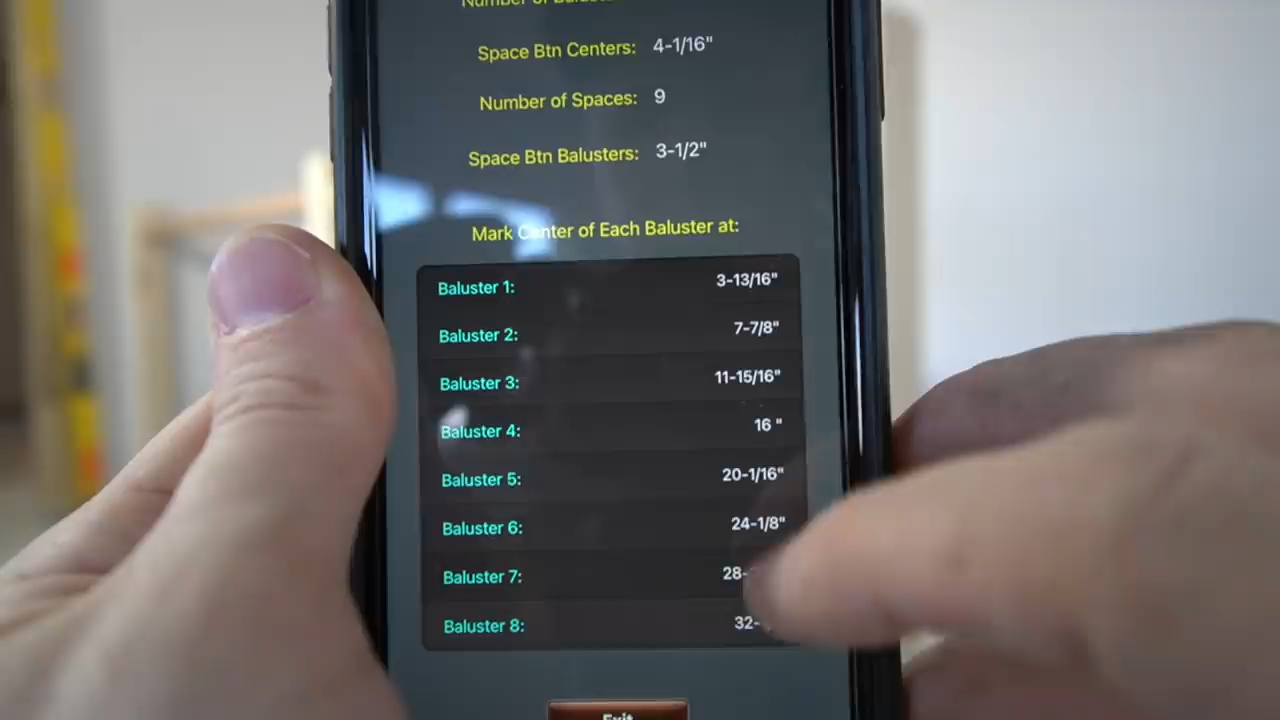 Number of
Space Btn Centers: 4-1/16"
Number of Spaces: 9
Space Btn Balusters: 3-1/2"
Mark Center of Each Baluster at:
Baluster 1: 3-13/16"
Baluster 2: 7-7/8"
Baluster 3: 11-15/16"
Baluster 4: 16 "
Baluster 5: 20-1/16"
Baluster 6: 24-1/8"
Baluster 7: 28-
Baluster 8: 32-
Exit